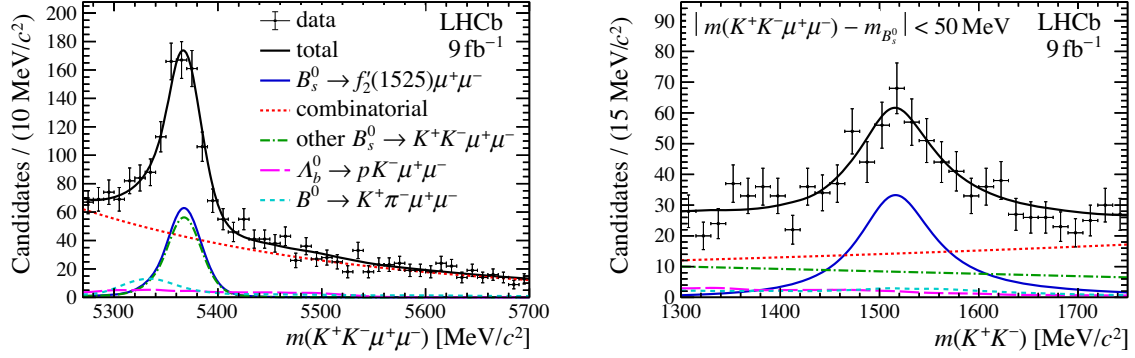 Candidates / (10 MeV/c²)
200
180
160
140
120
100
80
60
40
20
0
data
total
B⁰ₛ → f′₂(1525)μ⁺μ⁻
combinatorial
other B⁰ₛ → K⁺K⁻μ⁺μ⁻
Λ⁰_b → pK⁻μ⁺μ⁻
B⁰ → K⁺π⁻μ⁺μ⁻
LHCb
9 fb⁻¹
5300 5400 5500 5600 5700
m(K⁺K⁻μ⁺μ⁻) [MeV/c²]
Candidates / (15 MeV/c²)
90
80
70
60
50
40
30
20
10
0
|m(K⁺K⁻μ⁺μ⁻) − m_{B⁰ₛ}| < 50 MeV
LHCb
9 fb⁻¹
1300 1400 1500 1600 1700
m(K⁺K⁻) [MeV/c²]